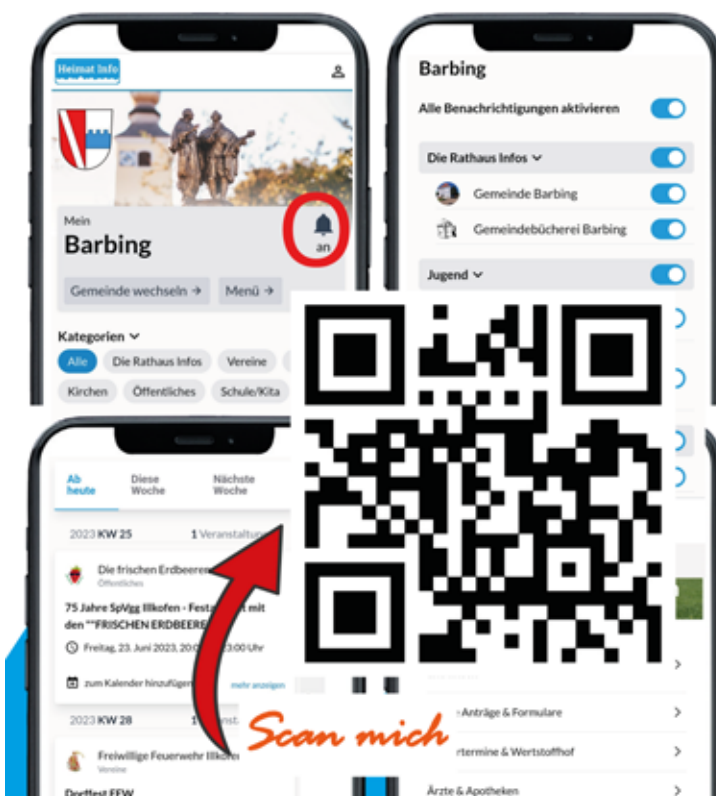 Heimat Info
Mein
Barbing
an
Gemeinde wechseln → Menü →
Kategorien
Alle Die Rathaus Infos Vereine
Kirchen Öffentliches Schule/Kita
Barbing
Alle Benachrichtigungen aktivieren
Die Rathaus Infos
Gemeinde Barbing
Gemeindebücherei Barbing
Jugend
Ab heute
Diese Woche
Nächste Woche
2023 KW 25 1 Veranstaltung
Die frischen Erdbeeren
Öffentliches
75 Jahre SpVgg Illkofen - mit
den ""FRISCHEN
Freitag, 23. Juni 2023, 23:00 Uhr
zum Kalender hinzufügen mehr anzeigen
2023 KW 28
Freiwillige Feuerwehr
Vereine
Dorffest FFW
Scan mich
Anträge & Formulare
& Wertstoffhof
Ärzte & Apotheken